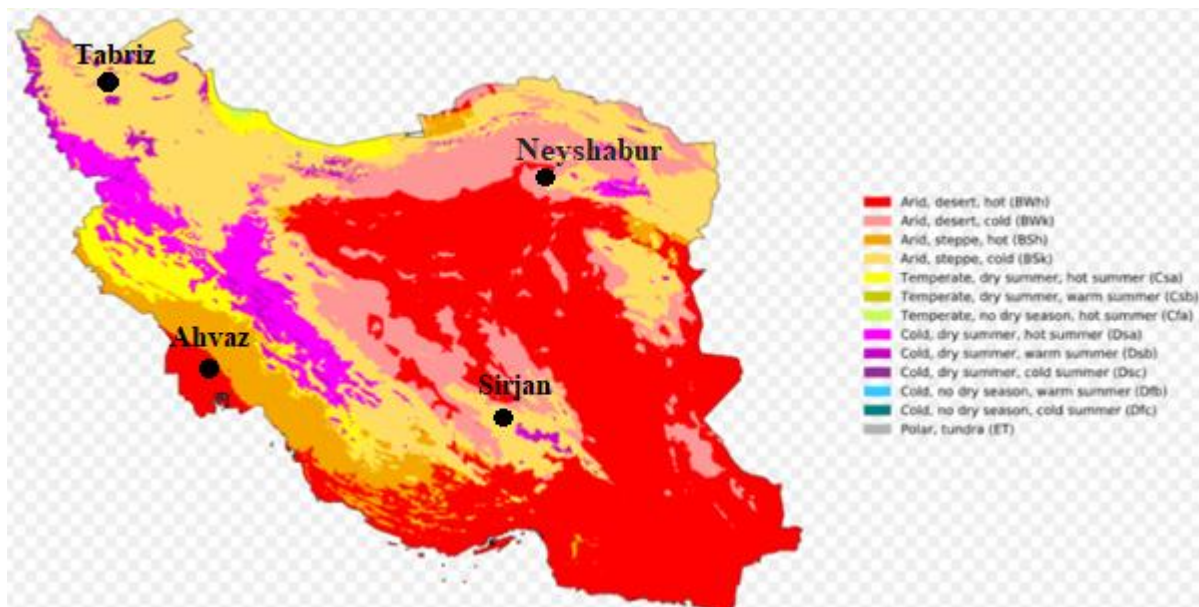 Tabriz
Neyshabur
Ahvaz
Sirjan
Arid, desert, hot (BWh)
Arid, desert, cold (BWk)
Arid, steppe, hot (BSh)
Arid, steppe, cold (BSk)
Temperate, dry summer, hot summer (Csa)
Temperate, dry summer, warm summer (Csb)
Temperate, no dry season, hot summer (Cfa)
Cold, dry summer, hot summer (Dsa)
Cold, dry summer, warm summer (Dsb)
Cold, dry summer, cold summer (Dsc)
Cold, no dry season, warm summer (Dfb)
Cold, no dry season, cold summer (Dfc)
Polar, tundra (ET)